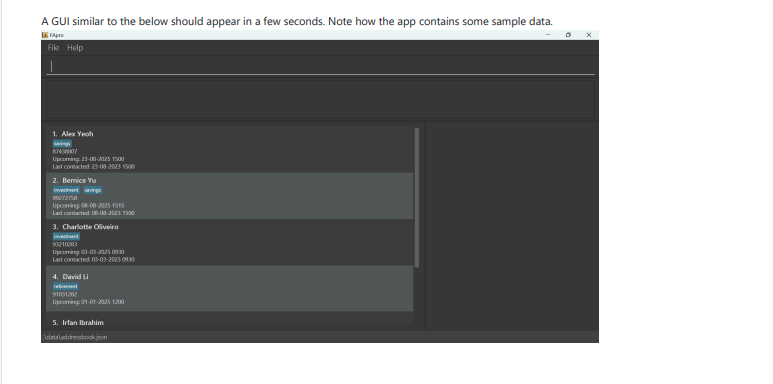 A GUI similar to the below should appear in a few seconds. Note how the app contains some sample data.
FApro
File Help
1. Alex Yeoh
savings
87438807
Upcoming: 23-08-2025 1500
Last contacted: 23-08-2023 1500
2. Bernice Yu
investment savings
99272758
Upcoming: 08-08-2025 1515
Last contacted: 08-08-2023 1500
3. Charlotte Oliveiro
investment
93210283
Upcoming: 03-03-2025 0930
Last contacted: 03-03-2023 0930
4. David Li
retirement
91031282
Upcoming: 01-01-2025 1200
5. Irfan Ibrahim
\data\addressbook.json